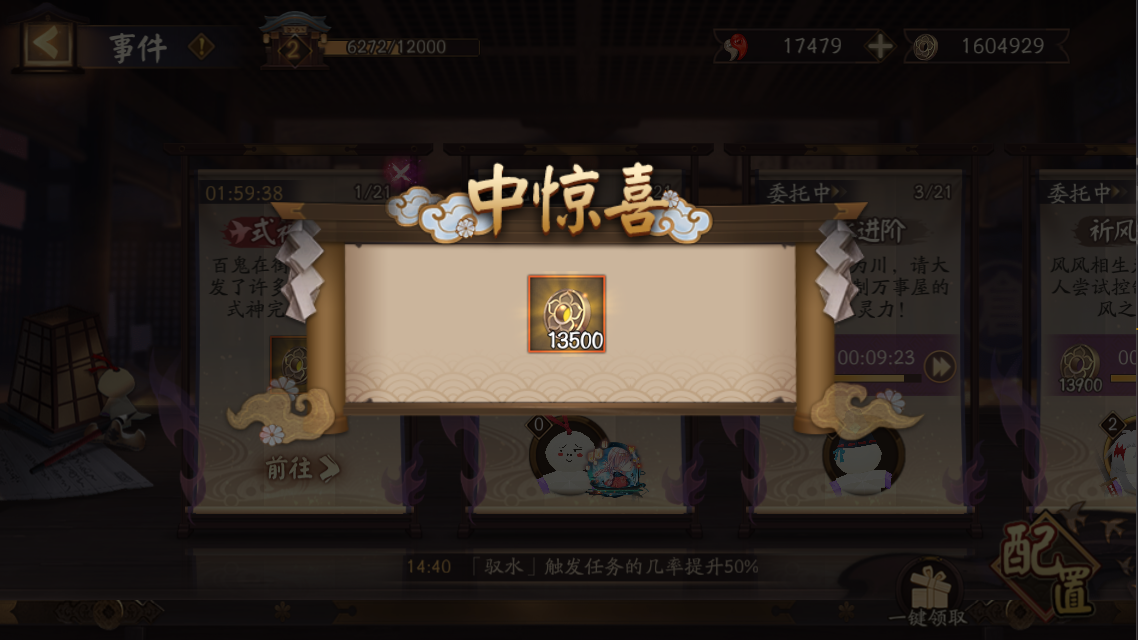 事件
2
6272/12000
17479
1604929
中惊喜
01:59:38
1/21
委托中
3/21
委托中
进阶
祈风
百鬼在街
发了许多
式神完
为川，请大
制万事屋的
灵力！
风风相生
人尝试控
风之
13500
00:09:23
13900
前往
0
2
14:40 「驭水」触发任务的几率提升50%
配置
一键领取